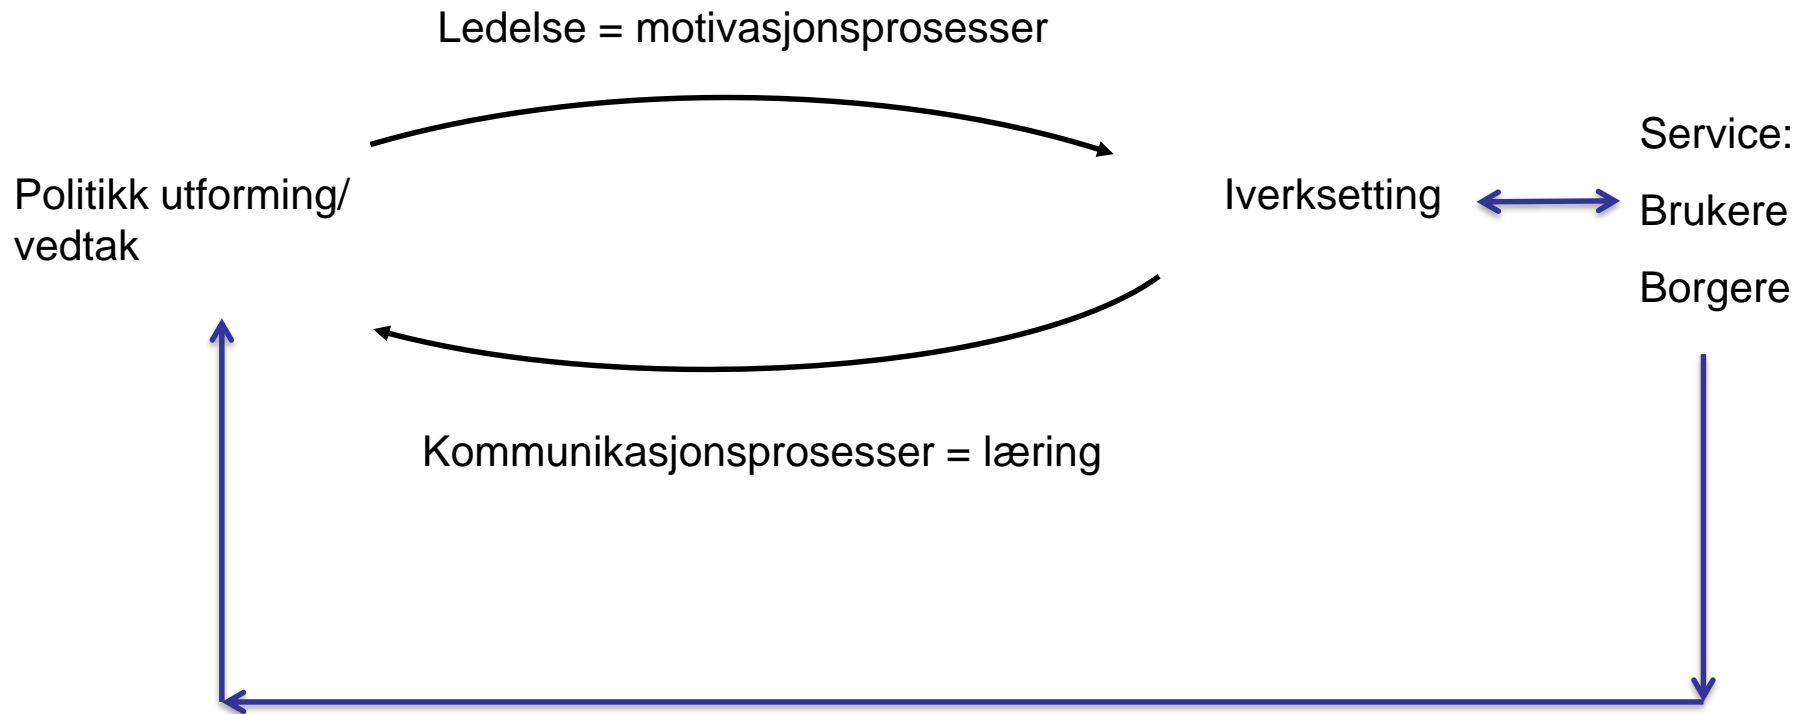 Ledelse = motivasjonsprosesser
Politikk utforming/
vedtak
Iverksetting
Service:
Brukere
Borgere
Kommunikasjonsprosesser = læring